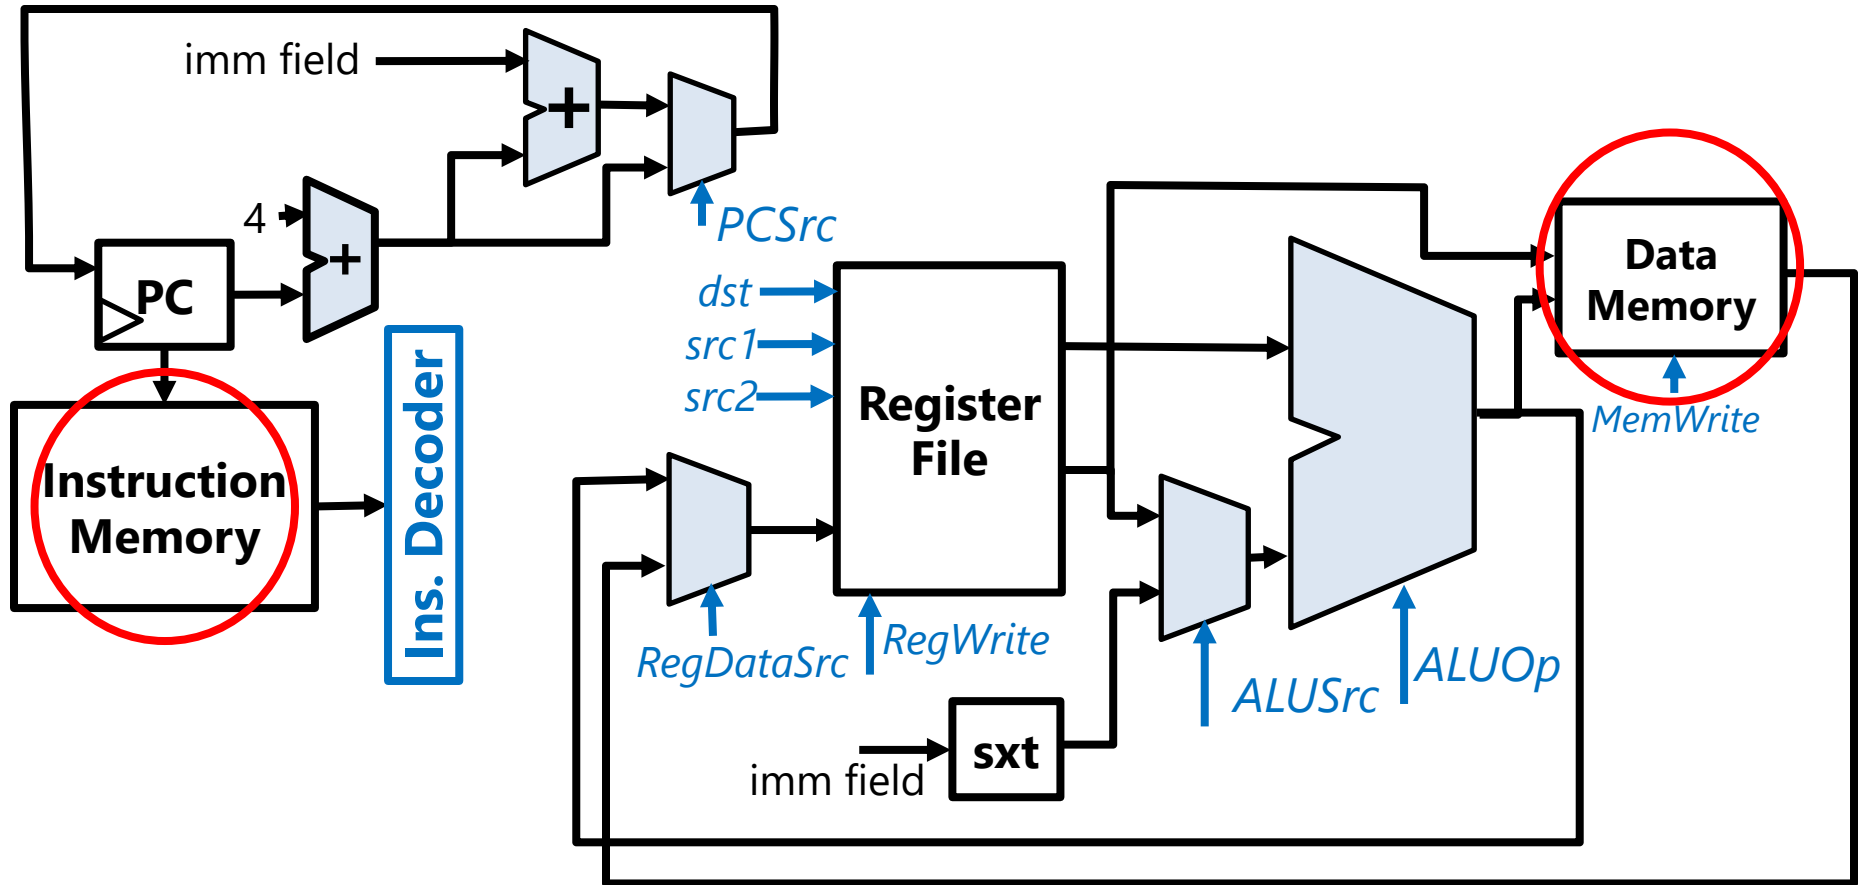 imm field
+
4
+
PCSrc
PC
dst
src1
src2
Data
Memory
MemWrite
Register
File
Instruction
Memory
Ins. Decoder
RegDataSrc
RegWrite
ALUSrc
ALUOp
sxt
imm field